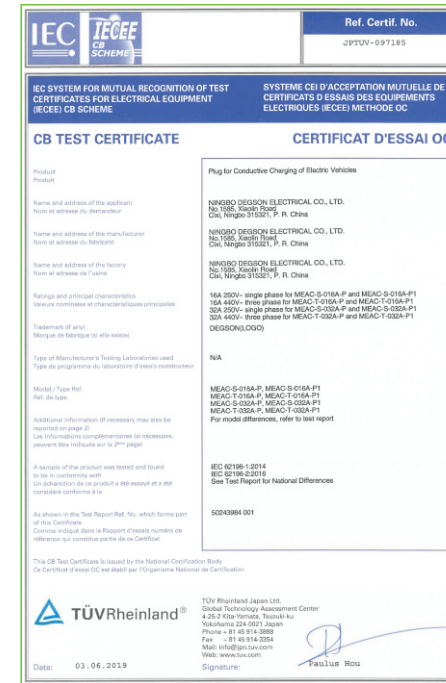 IEC IECEE
CB
SCHEME
Ref. Certif. No.
JPTUV-097185
IEC SYSTEM FOR MUTUAL RECOGNITION OF TEST
CERTIFICATES FOR ELECTRICAL EQUIPMENT
(IECEE) CB SCHEME
SYSTEME CEI D'ACCEPTATION MUTUELLE DE
CERTIFICATS D'ESSAIS DES EQUIPEMENTS
ELECTRIQUES (IECEE) METHODE OC
CB TEST CERTIFICATE
CERTIFICAT D'ESSAI OC
Product
Produit
Plug for Conductive Charging of Electric Vehicles
Name and address of the applicant
Nom et adresse du demandeur
NINGBO DEGSON ELECTRICAL CO., LTD.
No.1585, Xiaolin Road
Cixi, Ningbo 315321, P. R. China
Name and address of the manufacturer
Nom et adresse du fabricant
NINGBO DEGSON ELECTRICAL CO., LTD.
No.1585, Xiaolin Road
Cixi, Ningbo 315321, P. R. China
Name and address of the factory
Nom et adresse de l'usine
NINGBO DEGSON ELECTRICAL CO., LTD.
No.1585, Xiaolin Road
Cixi, Ningbo 315321, P. R. China
Ratings and principal characteristics
Valeurs nominales et caractéristiques principales
16A 250V~ single phase for MEAC-S-016A-P and MEAC-S-016A-P1
16A 440V~ three phase for MEAC-T-016A-P and MEAC-T-016A-P1
32A 250V~ single phase for MEAC-S-032A-P and MEAC-S-032A-P1
32A 440V~ three phase for MEAC-T-032A-P and MEAC-T-032A-P1
Trademark (if any)
Marque de fabrique (si elle existe)
DEGSON(LOGO)
Type of Manufacturer's Testing Laboratories used
Type de programme du laboratoire d'essais constructeur
N/A
Model / Type Ref.
Ref. de type
MEAC-S-016A-P, MEAC-S-016A-P1
MEAC-T-016A-P, MEAC-T-016A-P1
MEAC-S-032A-P, MEAC-S-032A-P1
MEAC-T-032A-P, MEAC-T-032A-P1
Additional information (if necessary may also be
reported on page 2)
Les informations complémentaires (si nécessaire,
peuvent être indiqués sur la 2ème page)
For model differences, refer to test report
A sample of the product was tested and found
to be in conformity with
Un échantillon de ce produit a été essayé et a été
considéré conforme à la
IEC 62196-1:2014
IEC 62196-2:2016
See Test Report for National Differences
As shown in the Test Report Ref. No. which forms part
of this Certificate
Comme indiqué dans le Rapport d'essais numéro de
référence qui constitue partie de ce Certificat
50243984 001
This CB Test Certificate is issued by the National Certification Body
Ce Certificat d'essai OC est établi par l'Organisme National de Certification
TÜVRheinland®
TÜV Rheinland Japan Ltd.
Global Technology Assessment Center
4-25-2 Kita-Yamata, Tsuzuki-ku
Yokohama 224-0021 Japan
Phone + 81 45 914-3888
Fax + 81 45 914-3354
Mail: info@jpn.tuv.com
Web: www.tuv.com
Date: 03.06.2019
Signature: Paulus Hou